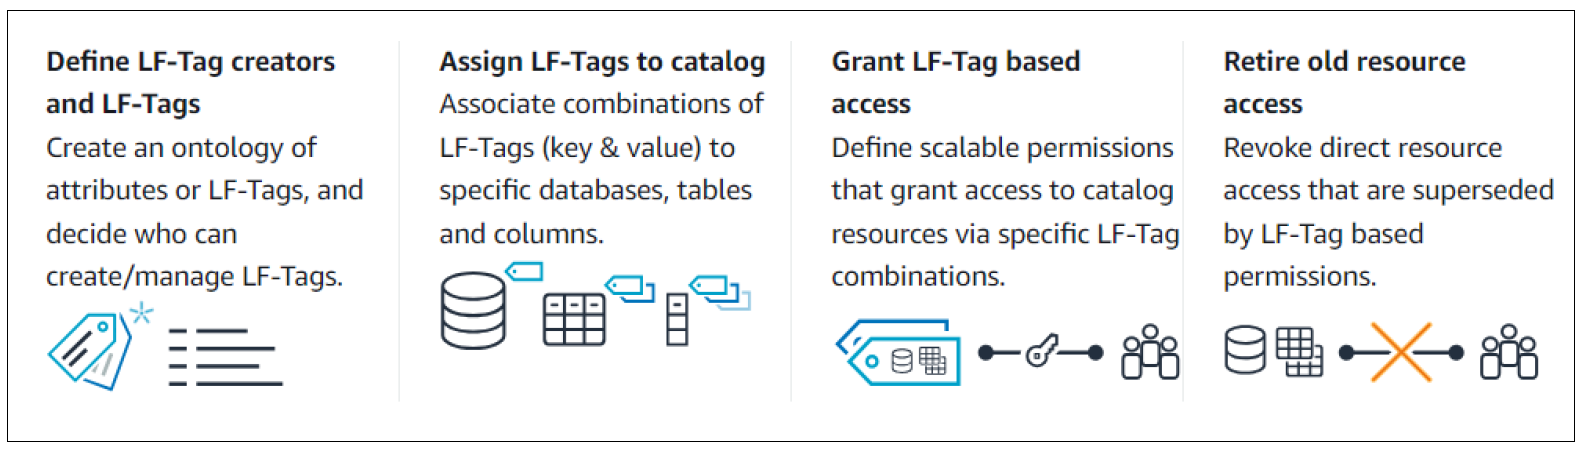 Define LF-Tag creators
and LF-Tags
Create an ontology of
attributes or LF-Tags, and
decide who can
create/manage LF-Tags.
Assign LF-Tags to catalog
Associate combinations of
LF-Tags (key & value) to
specific databases, tables
and columns.
Grant LF-Tag based
access
Define scalable permissions
that grant access to catalog
resources via specific LF-Tag
combinations.
Retire old resource
access
Revoke direct resource
access that are superseded
by LF-Tag based
permissions.